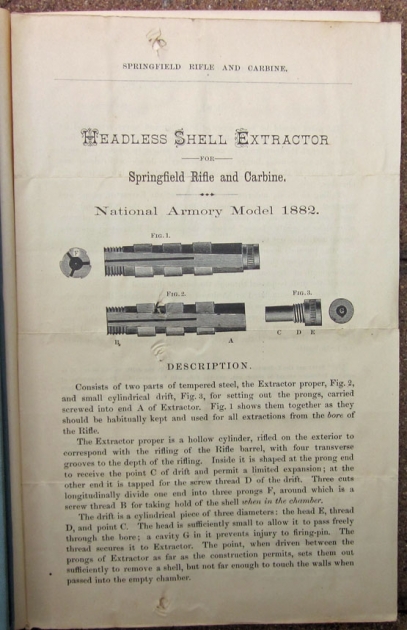 SPRINGFIELD RIFLE AND CARBINE,
HEADLESS SHELL EXTRACTOR
FOR
Springfield Rifle and Carbine.
National Armory Model 1882.
FIG. 1.
FIG. 2.
FIG. 3.
B A C D E
DESCRIPTION.
Consists of two parts of tempered steel, the Extractor proper, Fig. 2,
and small cylindrical drift, Fig. 3, for setting out the prongs, carried
screwed into end A of Extractor. Fig. 1 shows them together as they
should be habitually kept and used for all extractions from the bore of
the Rifle.
The Extractor proper is a hollow cylinder, rifled on the exterior to
correspond with the rifling of the Rifle barrel, with four transverse
grooves to the depth of the rifling. Inside it is shaped at the prong end
to receive the point C of drift and permit a limited expansion; at the
other end it is tapped for the screw thread D of the drift. Three cuts
longitudinally divide one end into three prongs F, around which is a
screw thread B for taking hold of the shell when in the chamber.
The drift is a cylindrical piece of three diameters: the head E, thread
D, and point C. The head is sufficiently small to allow it to pass freely
through the bore; a cavity G in it prevents injury to firing-pin. The
thread secures it to Extractor. The point, when driven between the
prongs of Extractor as far as the construction permits, sets them out
sufficiently to remove a shell, but not far enough to touch the walls when
passed into the empty chamber.